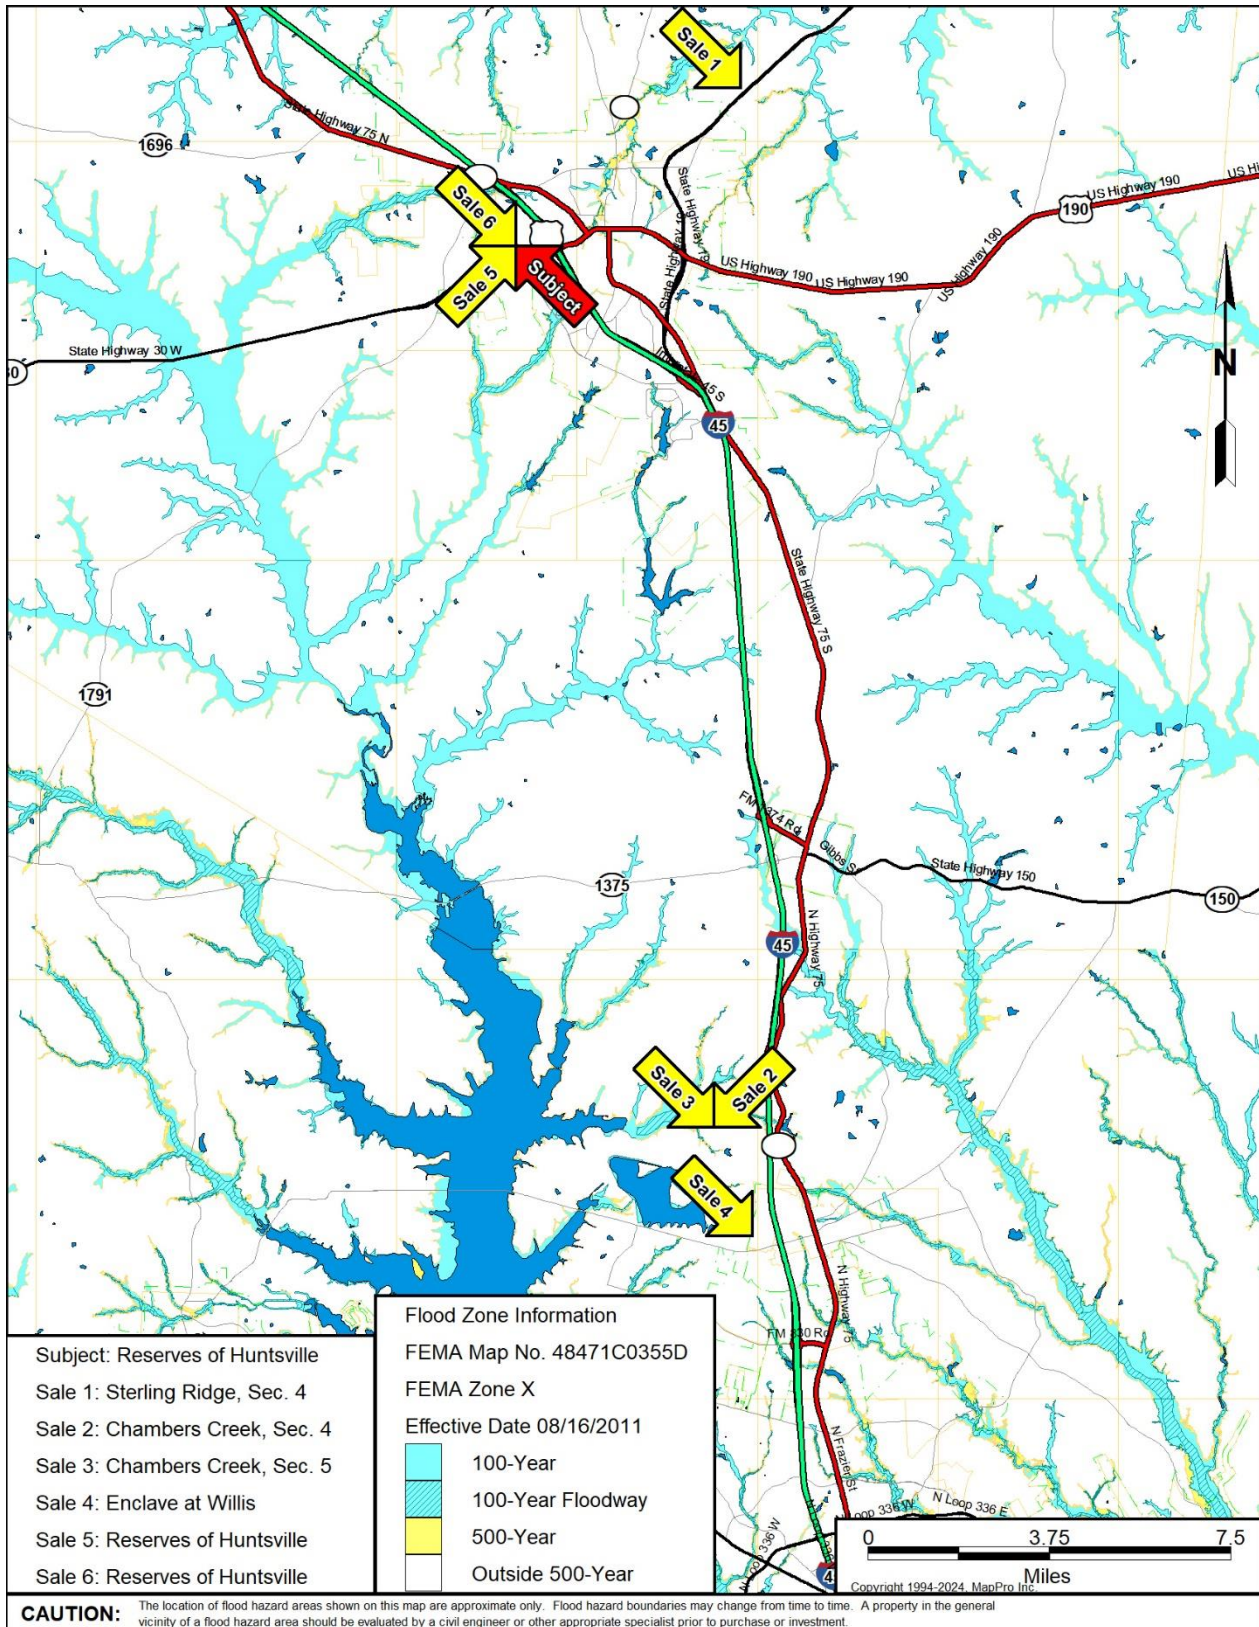 Sale 1
State Highway 75 N
1696
Sale 6
US Highway 190
US Hi
190
State Highway 19
State Highway 19
Subject
Sale 5
US Highway 190
US Highway 190
US Highway 190
State Highway 30 W
N
45
State Highway 75 S
1791
FM 1374 Rd
Gibbs S
State Highway 150
1375
150
45
N Highway 75
Sale 3
Sale 2
Sale 4
N Highway 75
FM 830 Rd
N Frazier St
N Loop 336 W
N Loop 336 E
Loop 336 W
Subject: Reserves of Huntsville
Sale 1: Sterling Ridge, Sec. 4
Sale 2: Chambers Creek, Sec. 4
Sale 3: Chambers Creek, Sec. 5
Sale 4: Enclave at Willis
Sale 5: Reserves of Huntsville
Sale 6: Reserves of Huntsville
Flood Zone Information
FEMA Map No. 48471C0355D
FEMA Zone X
Effective Date 08/16/2011
100-Year
100-Year Floodway
500-Year
Outside 500-Year
0 3.75 7.5
Miles
Copyright 1994-2024, MapPro Inc.
CAUTION: The location of flood hazard areas shown on this map are approximate only. Flood hazard boundaries may change from time to time. A property in the general
vicinity of a flood hazard area should be evaluated by a civil engineer or other appropriate specialist prior to purchase or investment.